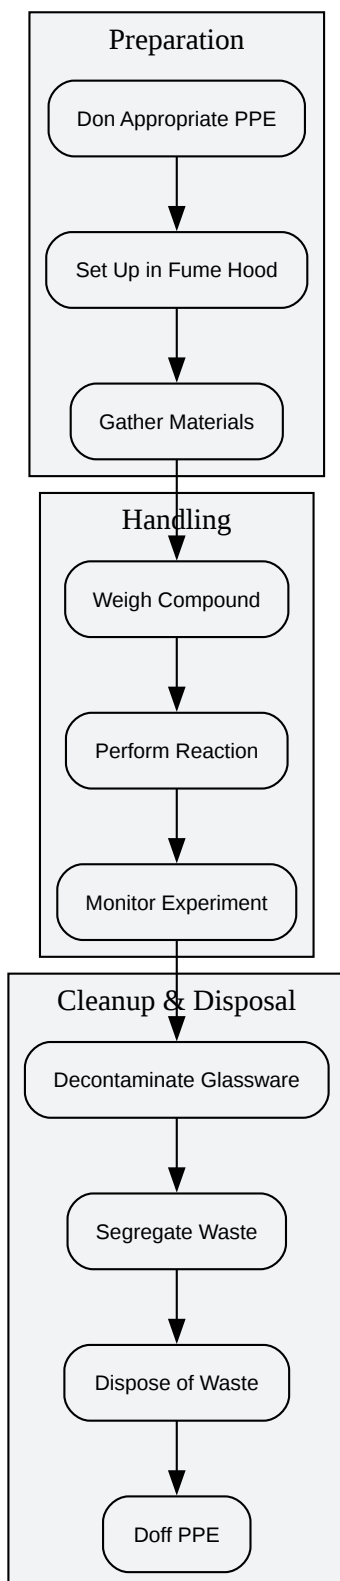 Preparation
Don Appropriate PPE
Set Up in Fume Hood
Gather Materials
Handling
Weigh Compound
Perform Reaction
Monitor Experiment
Cleanup & Disposal
Decontaminate Glassware
Segregate Waste
Dispose of Waste
Doff PPE